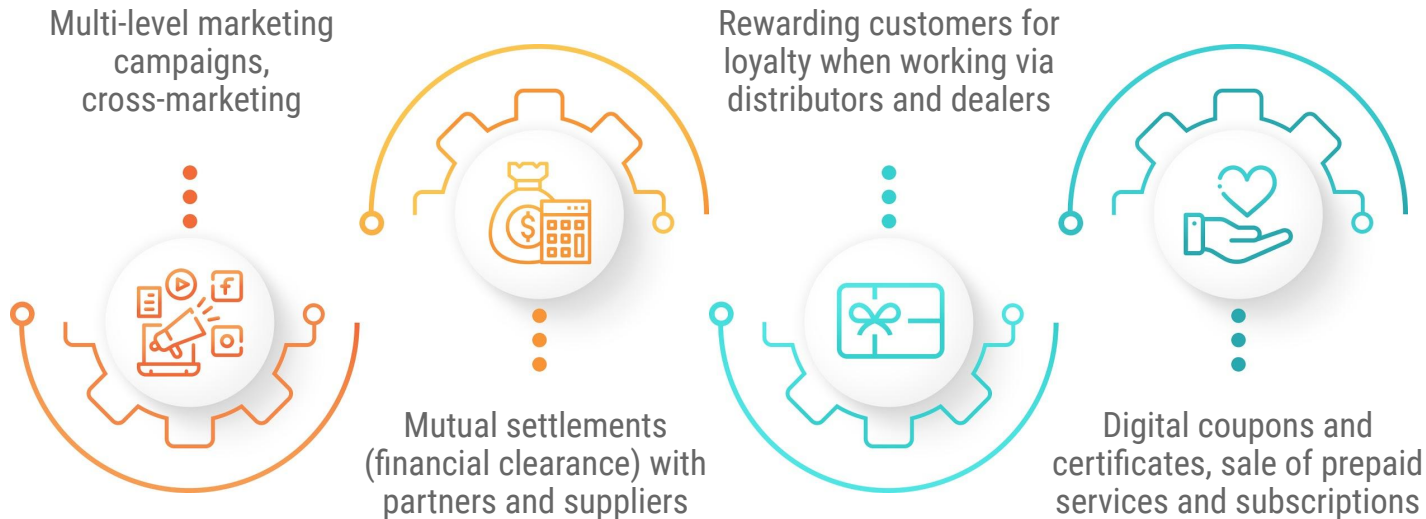 Multi-level marketing
campaigns,
cross-marketing
Mutual settlements
(financial clearance) with
partners and suppliers
Rewarding customers for
loyalty when working via
distributors and dealers
Digital coupons and
certificates, sale of prepaid
services and subscriptions